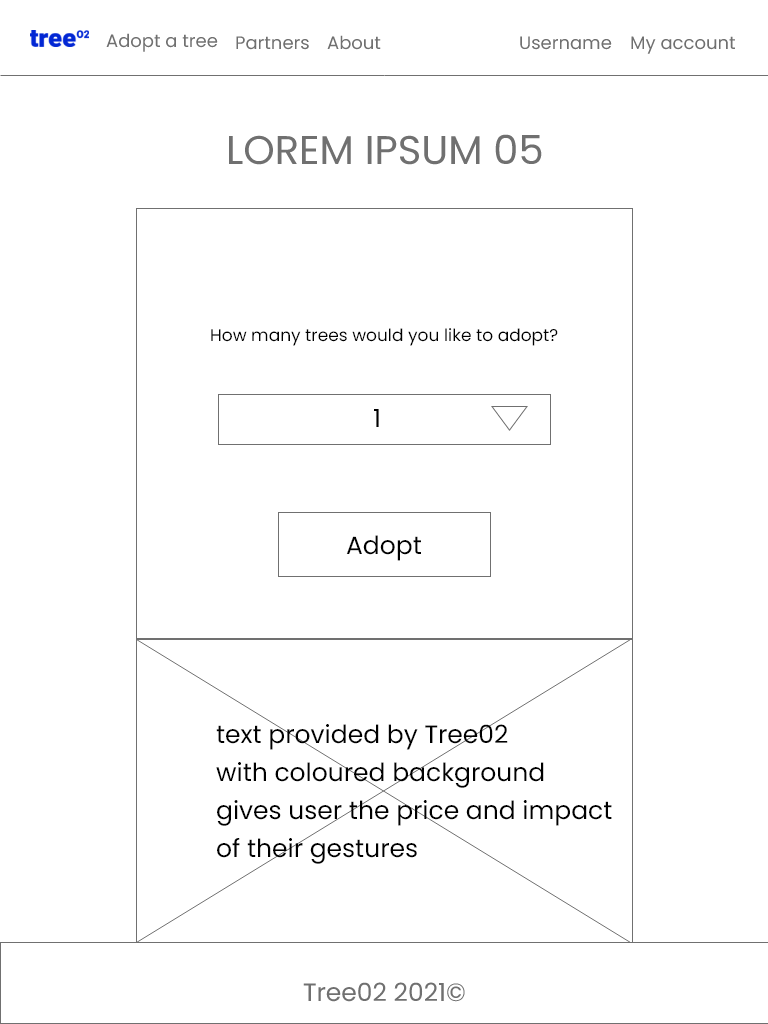 tree02 Adopt a tree Partners About Username My account
LOREM IPSUM 05
How many trees would you like to adopt?
1
Adopt
text provided by Tree02
with coloured background
gives user the price and impact
of their gestures
Tree02 2021©